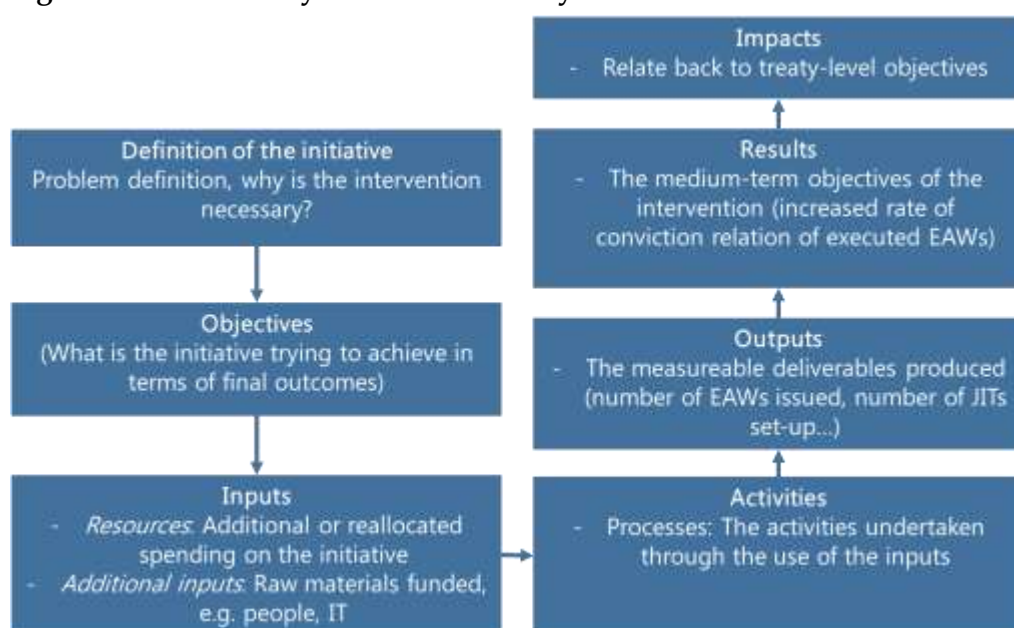 Definition of the initiative
Problem definition, why is the intervention
necessary?
Objectives
(What is the initiative trying to achieve in
terms of final outcomes)
Inputs
- Resources: Additional or reallocated
spending on the initiative
- Additional inputs: Raw materials funded,
e.g. people, IT
Activities
- Processes: The activities undertaken
through the use of the inputs
Outputs
- The measureable deliverables produced
(number of EAWs issued, number of JITs
set-up...)
Results
- The medium-term objectives of the
intervention (increased rate of
conviction relation of executed EAWs)
Impacts
- Relate back to treaty-level objectives